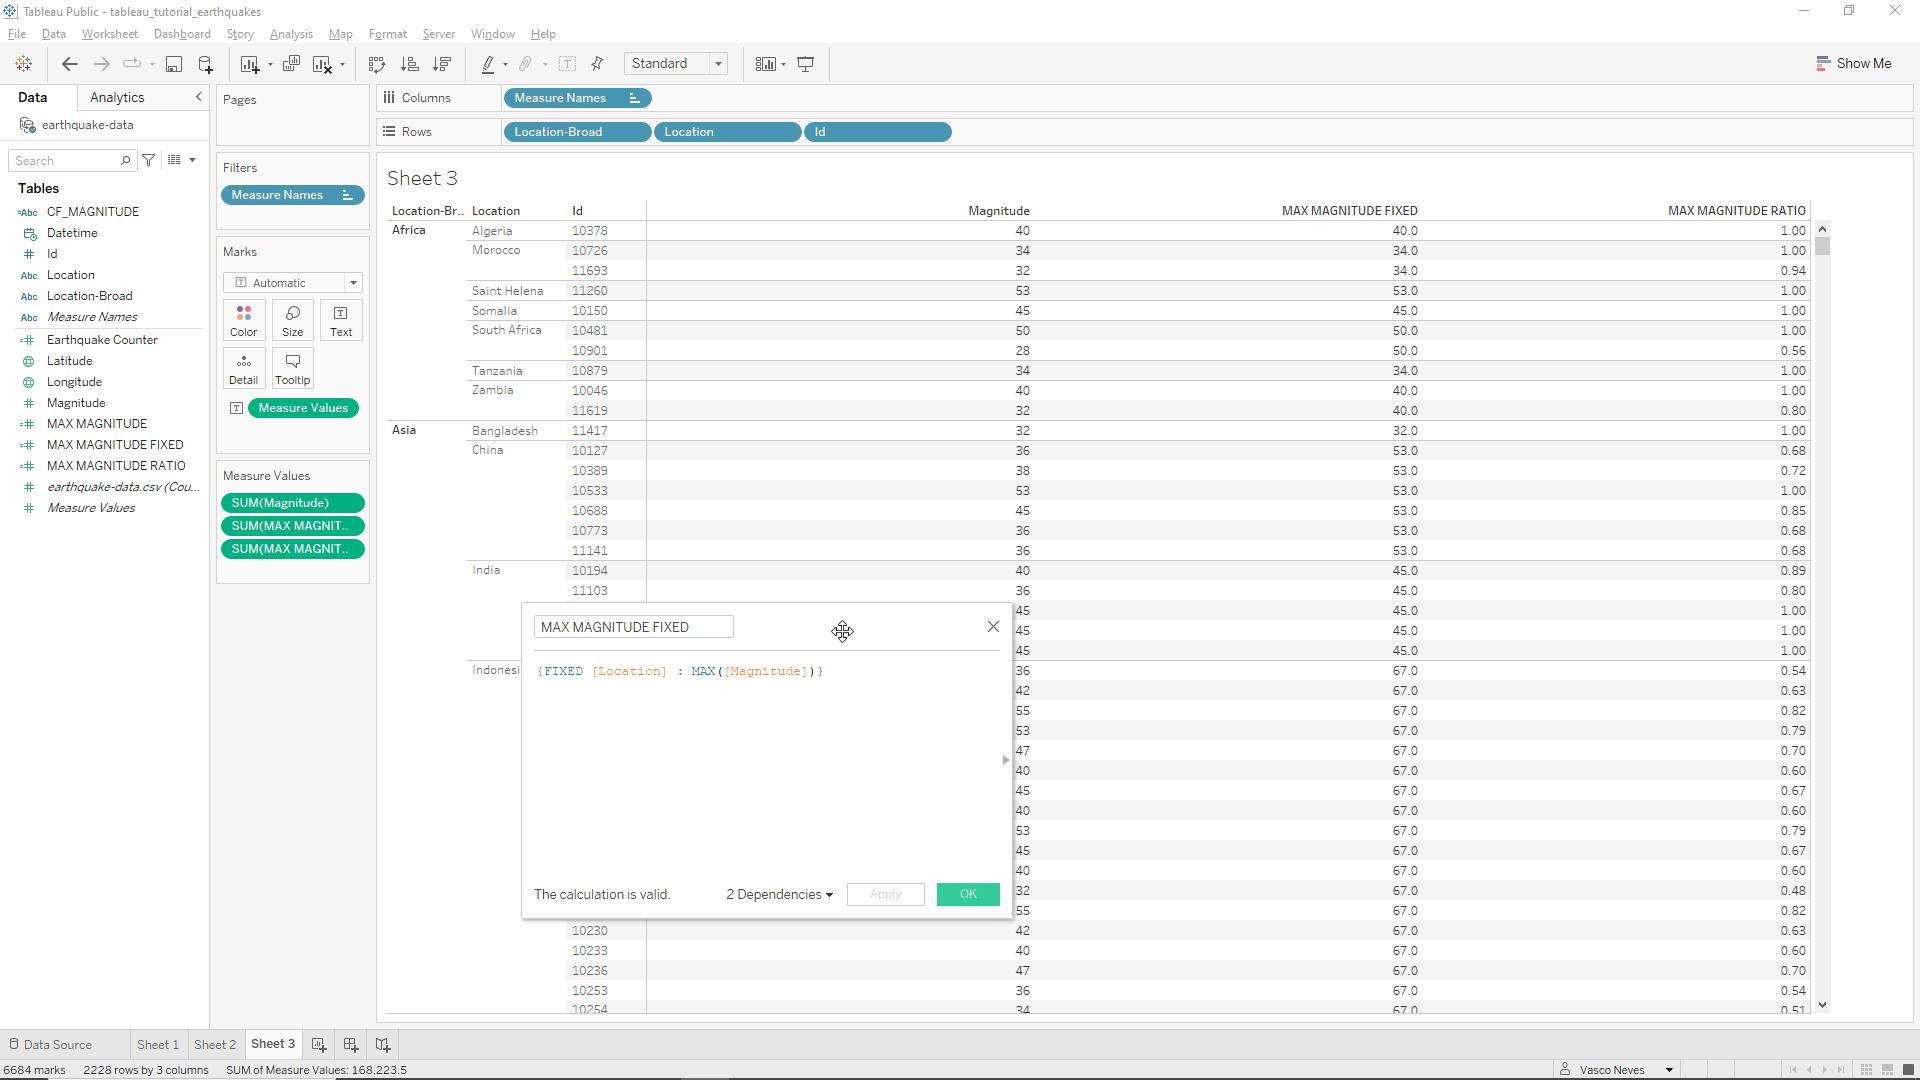 Tableau Public - tableau_tutorial_earthquakes
File Data Worksheet Dashboard Story Analysis Map Format Server Window Help
Standard
Show Me
Data Analytics
earthquake-data
Search
Tables
CF_MAGNITUDE
Datetime
Id
Location
Location-Broad
Measure Names
Earthquake Counter
Latitude
Longitude
Magnitude
MAX MAGNITUDE
MAX MAGNITUDE FIXED
MAX MAGNITUDE RATIO
earthquake-data.csv (Cou...
Measure Values
Pages
Filters
Measure Names
Marks
Automatic
Color Size Text
Detail Tooltip
Measure Values
Measure Values
SUM(Magnitude)
SUM(MAX MAGNIT..
SUM(MAX MAGNIT..
Columns Measure Names
Rows Location-Broad Location Id
Sheet 3
Location-Br.. Location Id Magnitude MAX MAGNITUDE FIXED MAX MAGNITUDE RATIO
Africa Algeria 10378 40 40.0 1.00
Morocco 10726 34 34.0 1.00
11693 32 34.0 0.94
Saint Helena 11260 53 53.0 1.00
Somalia 10150 45 45.0 1.00
South Africa 10481 50 50.0 1.00
10901 28 50.0 0.56
Tanzania 10879 34 34.0 1.00
Zambia 10046 40 40.0 1.00
11619 32 40.0 0.80
Asia Bangladesh 11417 32 32.0 1.00
China 10127 36 53.0 0.68
10389 38 53.0 0.72
10533 53 53.0 1.00
10688 45 53.0 0.85
10773 36 53.0 0.68
11141 36 53.0 0.68
India 10194 40 45.0 0.89
11103 36 45.0 0.80
45 45.0 1.00
45 45.0 1.00
45 45.0 1.00
Indonesi 36 67.0 0.54
42 67.0 0.63
55 67.0 0.82
53 67.0 0.79
47 67.0 0.70
40 67.0 0.60
45 67.0 0.67
40 67.0 0.60
53 67.0 0.79
45 67.0 0.67
40 67.0 0.60
32 67.0 0.48
55 67.0 0.82
10230 42 67.0 0.63
10233 40 67.0 0.60
10236 47 67.0 0.70
10253 36 67.0 0.54
10254 34 67.0 0.51
MAX MAGNITUDE FIXED
{FIXED [Location] : MAX([Magnitude])}
The calculation is valid. 2 Dependencies Apply OK
Data Source Sheet 1 Sheet 2 Sheet 3
6684 marks 2228 rows by 3 columns SUM of Measure Values: 168,223.5 Vasco Neves